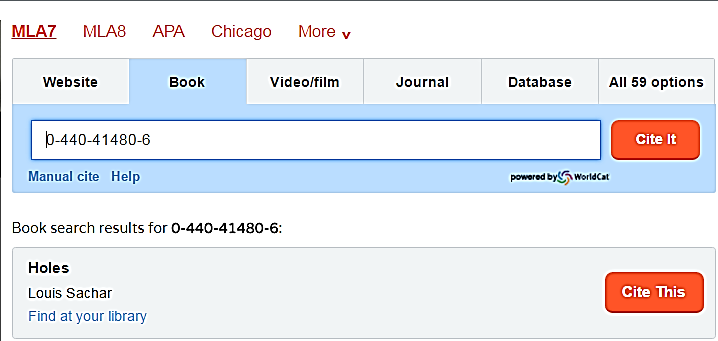 MLA7 MLA8 APA Chicago More v
Website Book Video/film Journal Database All 59 options
0-440-41480-6 Cite It
Manual cite Help powered by WorldCat
Book search results for 0-440-41480-6:
Holes
Louis Sachar
Cite This
Find at your library